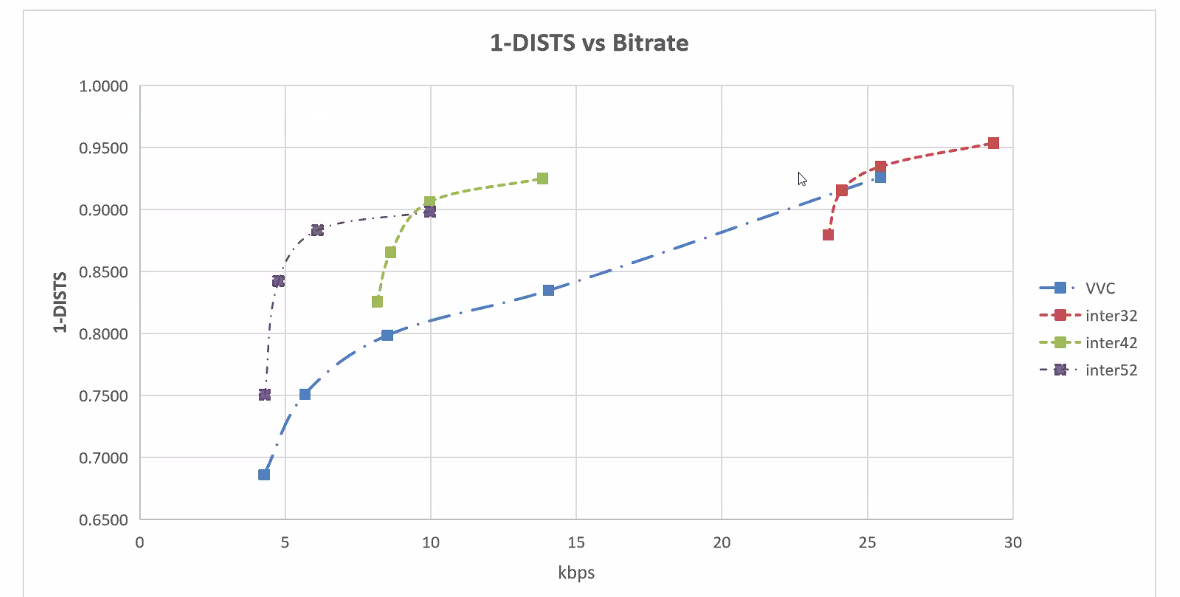 1-DISTS vs Bitrate
1.0000
0.9500
0.9000
0.8500
0.8000
0.7500
0.7000
0.6500
1-DISTS
0
5
10
15
20
25
30
kbps
VVC
inter32
inter42
inter52